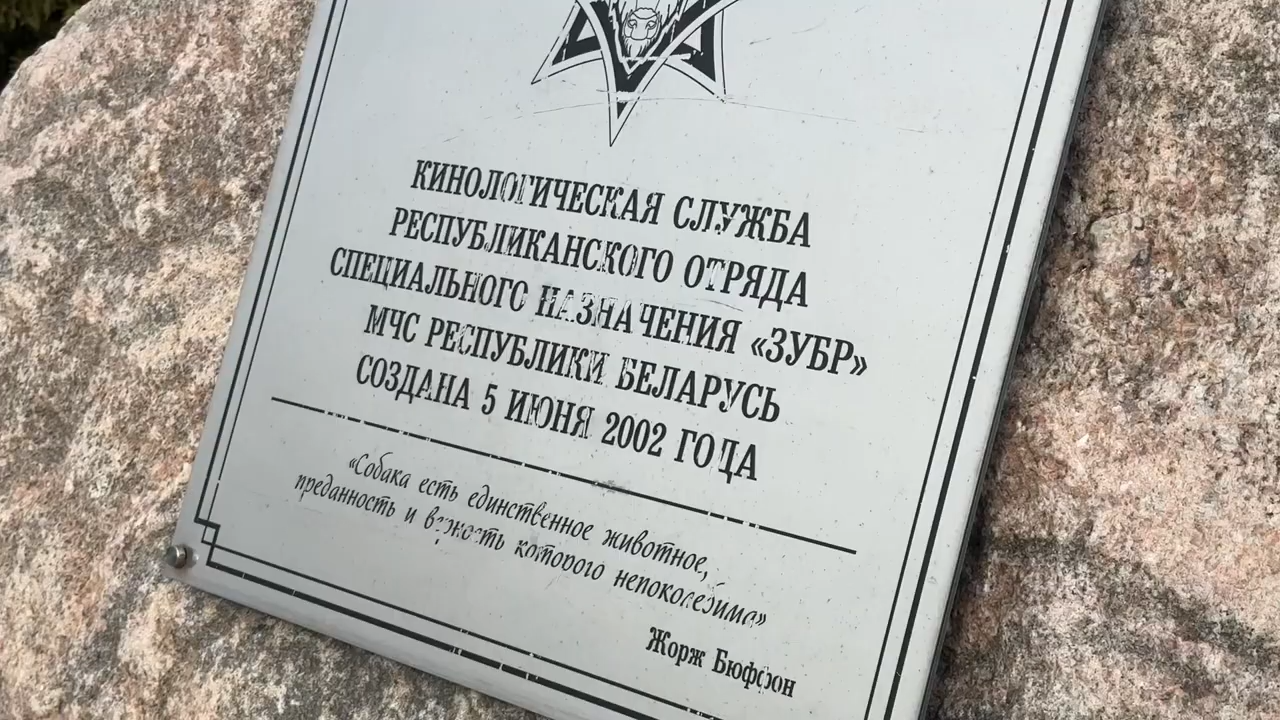 КИНОЛОГИЧЕСКАЯ СЛУЖБА
РЕСПУБЛИКАНСКОГО ОТРЯДА
СПЕЦИАЛЬНОГО НАЗНАЧЕНИЯ «ЗУБР»
МЧС РЕСПУБЛИКИ БЕЛАРУСЬ
СОЗДАНА 5 ИЮНЯ 2002 ГОДА
«Собака есть единственное животное,
преданность и верность которого непоколебима»
Жорж Бюффон